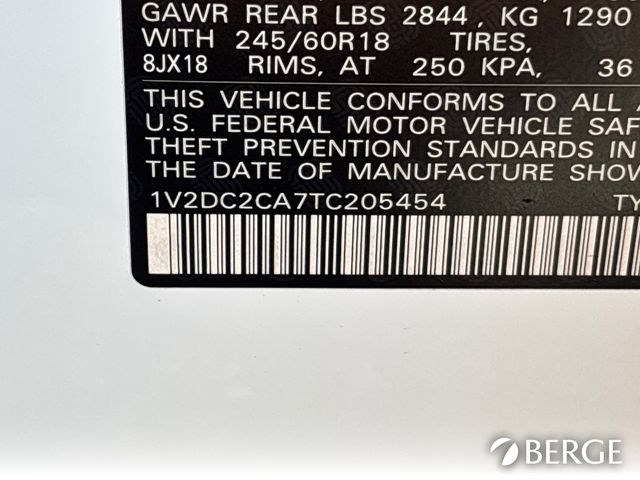 GAWR REAR LBS 2844, KG 1290
WITH 245/60R18 TIRES,
8JX18 RIMS, AT 250 KPA, 36
THIS VEHICLE CONFORMS TO ALL
U.S. FEDERAL MOTOR VEHICLE SAF
THEFT PREVENTION STANDARDS IN
THE DATE OF MANUFACTURE SHOW
1V2DC2CA7TC205454 TY
BERGE